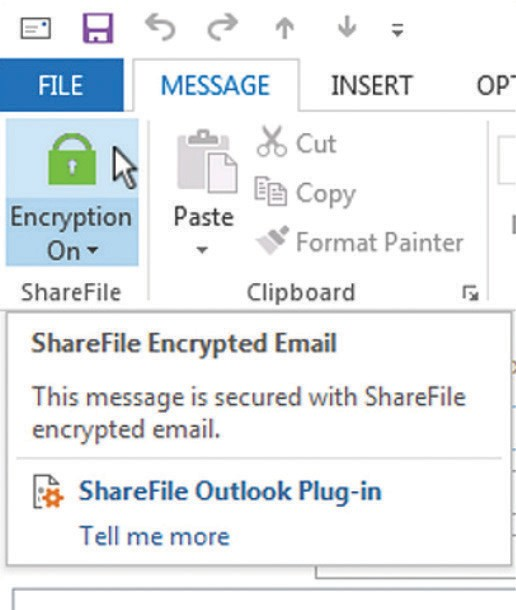 FILE MESSAGE INSERT
Encryption
On
Paste
Cut
Copy
Format Painter
ShareFile
Clipboard
ShareFile Encrypted Email
This message is secured with ShareFile
encrypted email.
ShareFile Outlook Plug-in
Tell me more